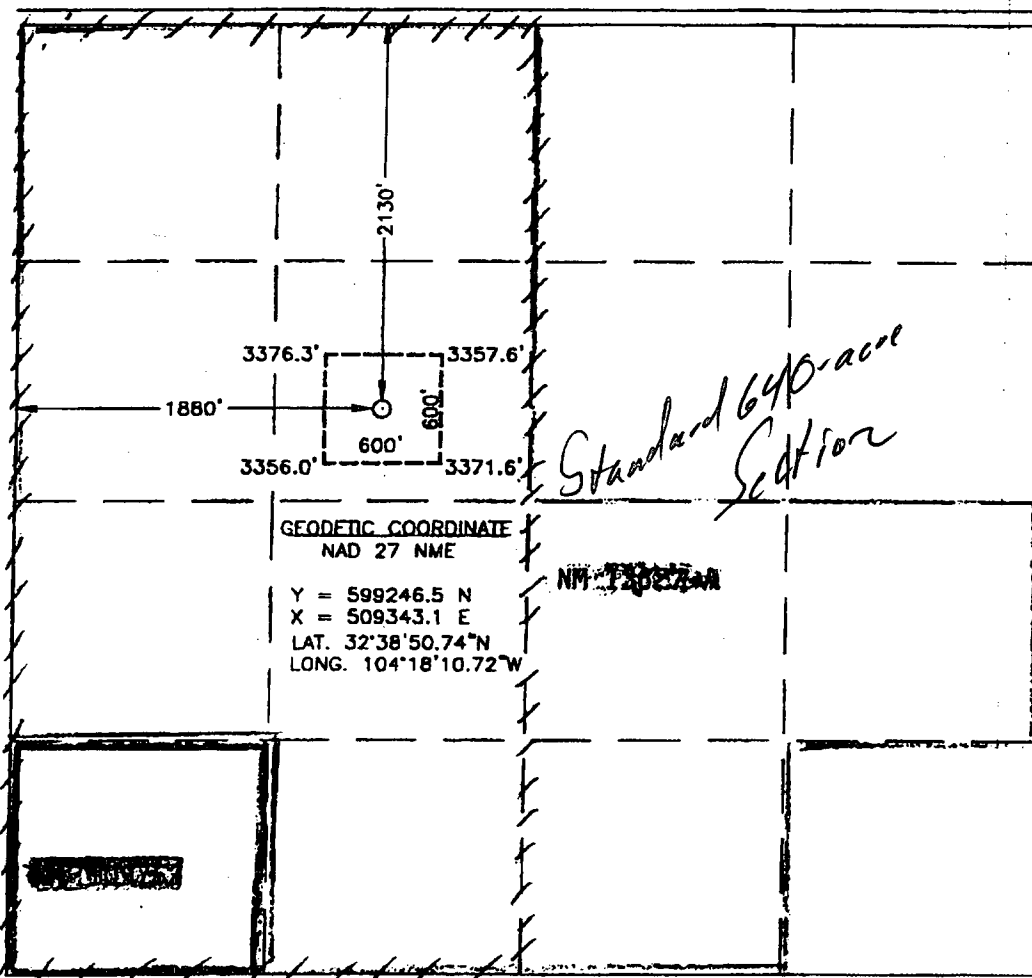 2130'
3376.3' 3357.6'
1880'
600'
600'
3356.0' 3371.6'
Standard 640-acre
Section
GEODETIC COORDINATE
NAD 27 NME
NM
Y = 599246.5 N
X = 509343.1 E
LAT. 32°38'50.74"N
LONG. 104°18'10.72"W